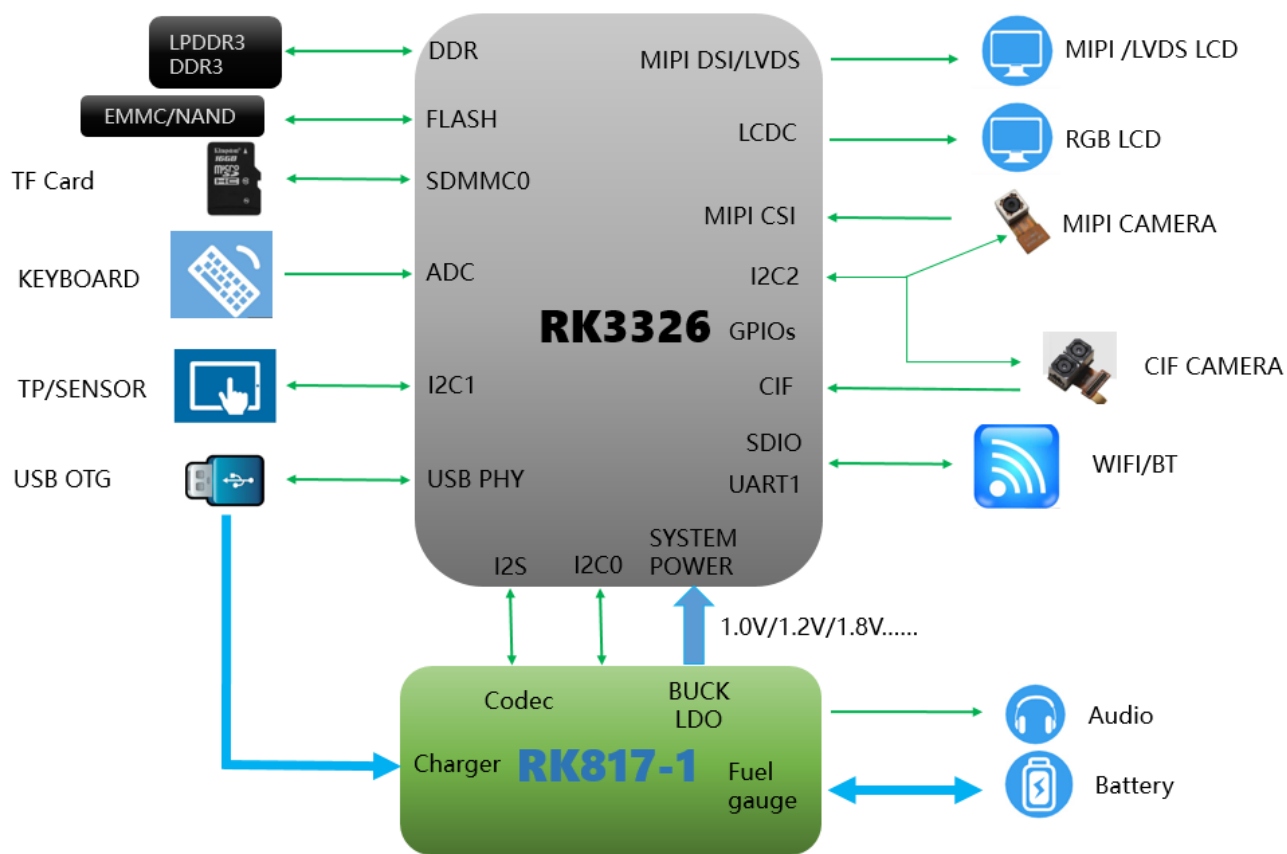 LPDDR3
DDR3
DDR
MIPI DSI/LVDS
MIPI /LVDS LCD
EMMC/NAND
FLASH
LCDC
RGB LCD
TF Card
16GB
micro
HC
SDMMC0
MIPI CSI
MIPI CAMERA
KEYBOARD
ADC
I2C2
RK3326
GPIOs
TP/SENSOR
I2C1
CIF
CIF CAMERA
SDIO
WIFI/BT
USB OTG
USB PHY
UART1
I2S
I2C0
SYSTEM
POWER
1.0V/1.2V/1.8V......
Codec
BUCK
LDO
Audio
Charger
RK817-1
Fuel
gauge
Battery